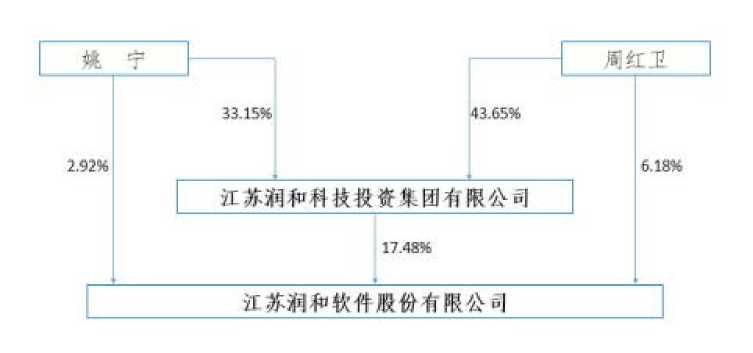 姚 宁
周红卫
33.15%
43.65%
2.92%
6.18%
江苏润和科技投资集团有限公司
17.48%
江苏润和软件股份有限公司